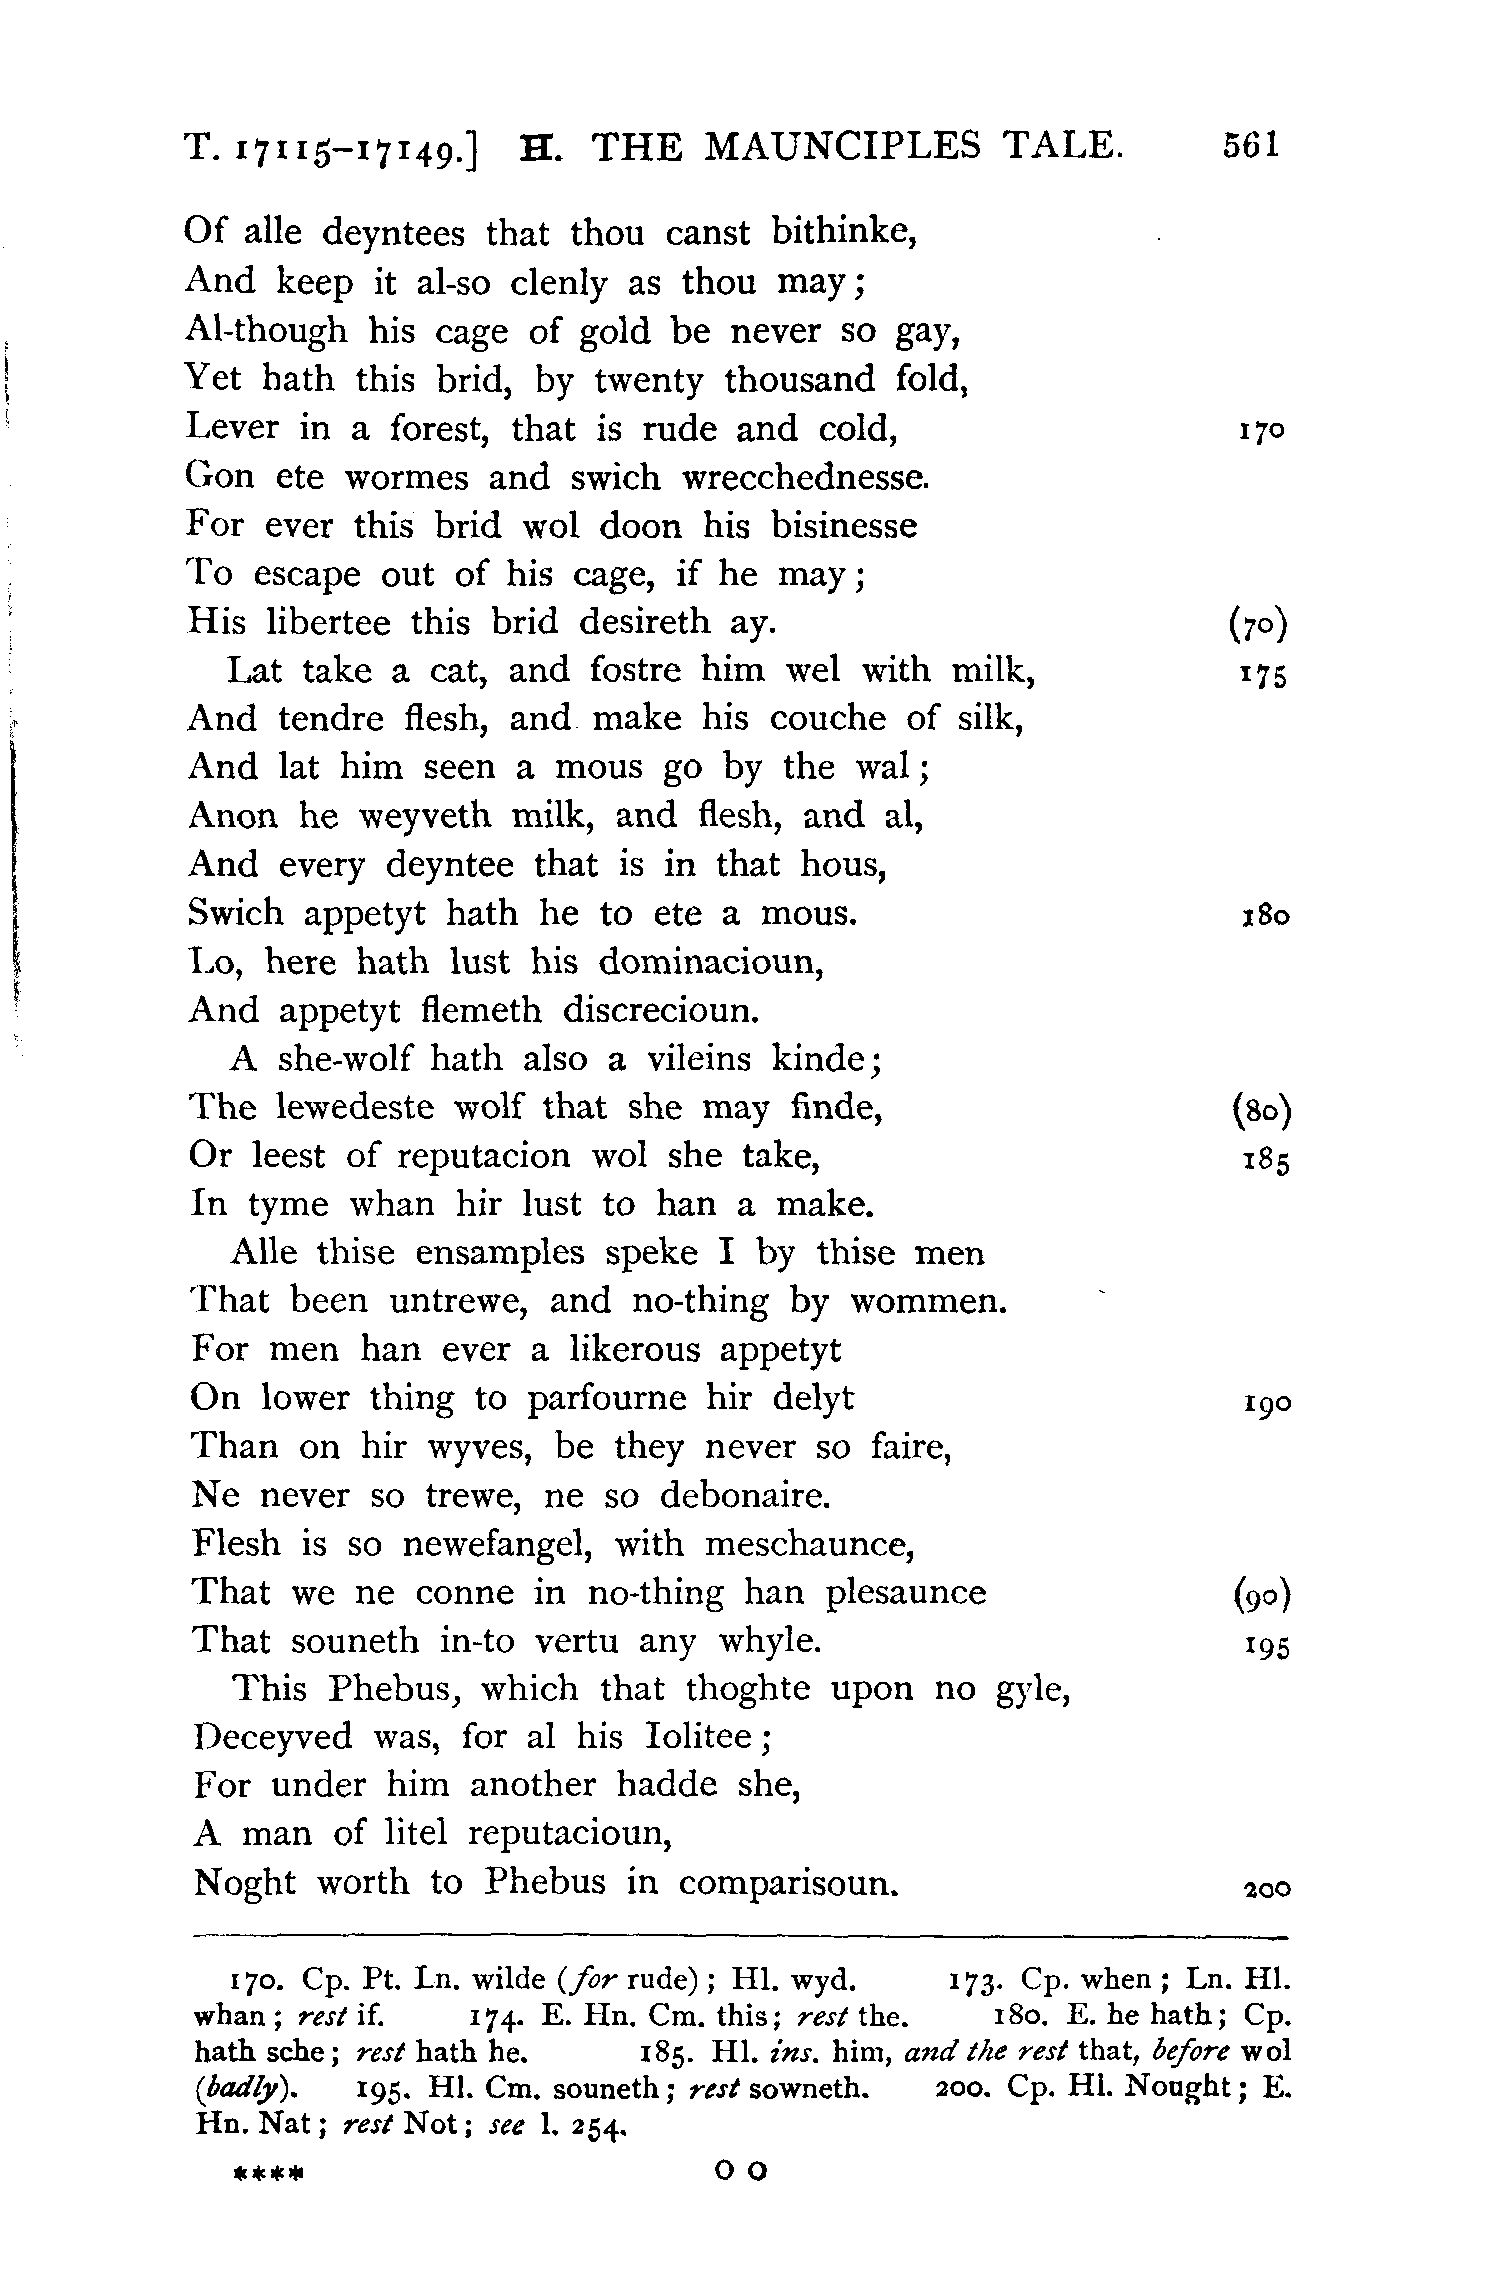 T. 17115-17149.] H. THE MAUNCIPLES TALE. 561
Of alle deyntees that thou canst bithinke,
And keep it al-so clenly as thou may;
Al-though his cage of gold be never so gay,
Yet hath this brid, by twenty thousand fold,
Lever in a forest, that is rude and cold, 170
Gon ete wormes and swich wrecchednesse.
For ever this brid wol doon his bisinesse
To escape out of his cage, if he may;
His libertee this brid desireth ay. (70)
Lat take a cat, and fostre him wel with milk, 175
And tendre flesh, and make his couche of silk,
And lat him seen a mous go by the wal;
Anon he weyveth milk, and flesh, and al,
And every deyntee that is in that hous,
Swich appetyt hath he to ete a mous. 180
Lo, here hath lust his dominacioun,
And appetyt flemeth discrecioun.
A she-wolf hath also a vileins kinde;
The lewedeste wolf that she may finde, (80)
Or leest of reputacion wol she take, 185
In tyme whan hir lust to han a make.
Alle thise ensamples speke I by thise men
That been untrewe, and no-thing by wommen.
For men han ever a likerous appetyt
On lower thing to parfourne hir delyt 190
Than on hir wyves, be they never so faire,
Ne never so trewe, ne so debonaire.
Flesh is so newefangel, with meschaunce,
That we ne conne in no-thing han plesaunce (90)
That souneth in-to vertu any whyle. 195
This Phebus, which that thoghte upon no gyle,
Deceyved was, for al his Iolitee;
For under him another hadde she,
A man of litel reputacioun,
Noght worth to Phebus in comparisoun. 200
170. Cp. Pt. Ln. wilde (for rude); Hl. wyd. 173. Cp. when; Ln. Hl.
whan; rest if. 174. E. Hn. Cm. this; rest the. 180. E. he hath; Cp.
hath sche; rest hath he. 185. Hl. ins. him, and the rest that, before wol
(badly). 195. Hl. Cm. souneth; rest sowneth. 200. Cp. Hl. Nought; E.
Hn. Nat; rest Not; see l. 254.
**** O O